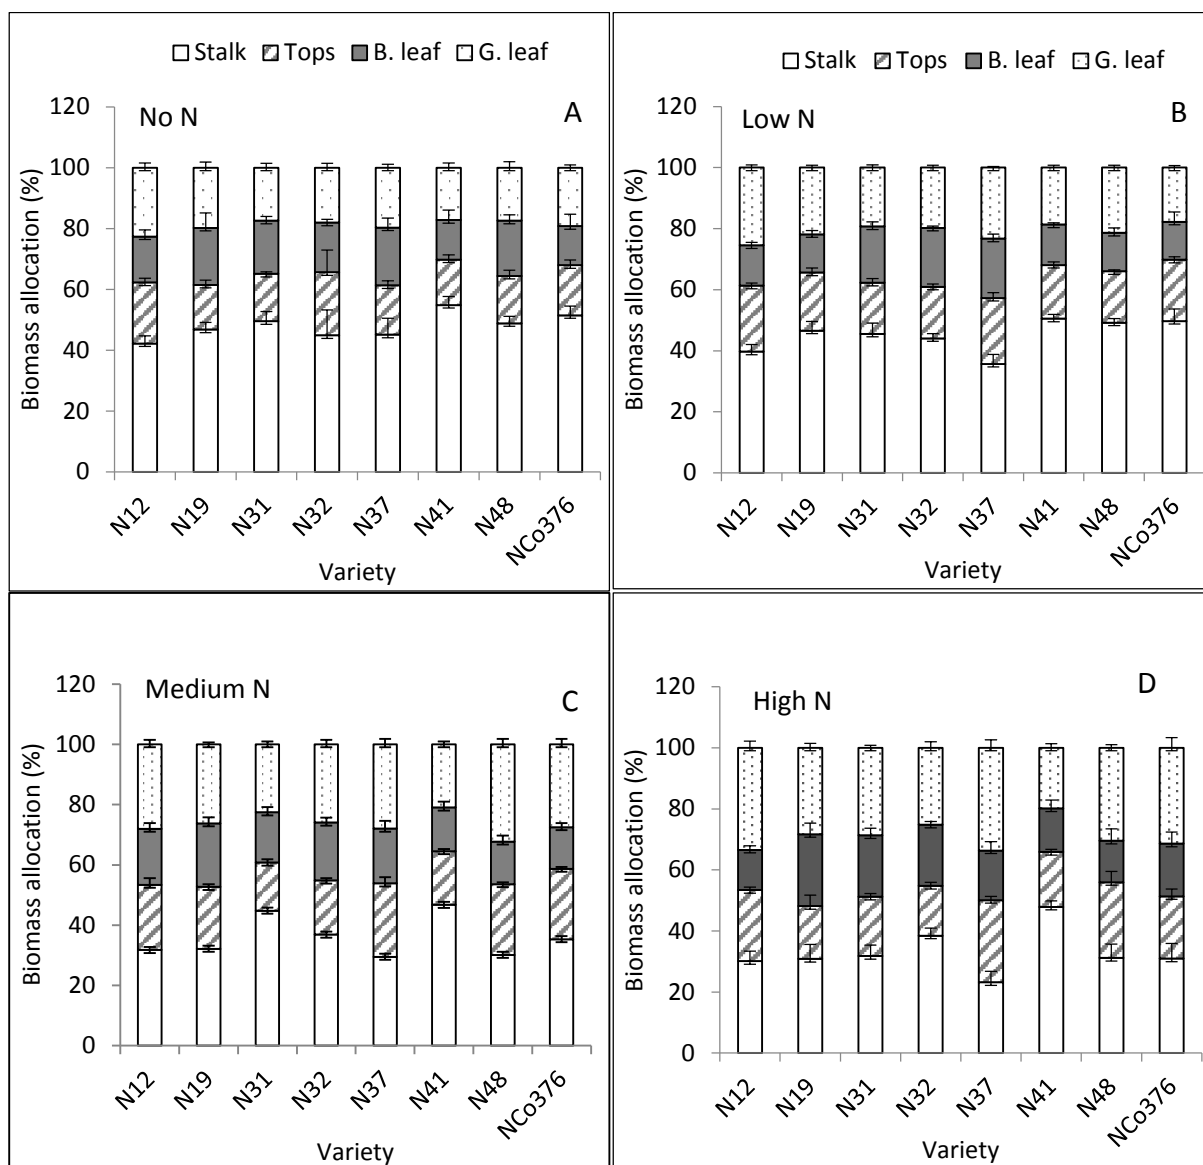 Stalk Tops B. leaf G. leaf
No N
A
Biomass allocation (%)
120
100
80
60
40
20
0
N12 N19 N31 N32 N37 N41 N48 NCo376
Variety
Stalk Tops B. leaf G. leaf
Low N
B
Biomass allocation (%)
120
100
80
60
40
20
0
N12 N19 N31 N32 N37 N41 N48 NCo376
Variety
Medium N
C
Biomass allocation (%)
120
100
80
60
40
20
0
N12 N19 N31 N32 N37 N41 N48 NCo376
Variety
High N
D
Biomass allocation (%)
120
100
80
60
40
20
0
N12 N19 N31 N32 N37 N41 N48 NCo376
Variety